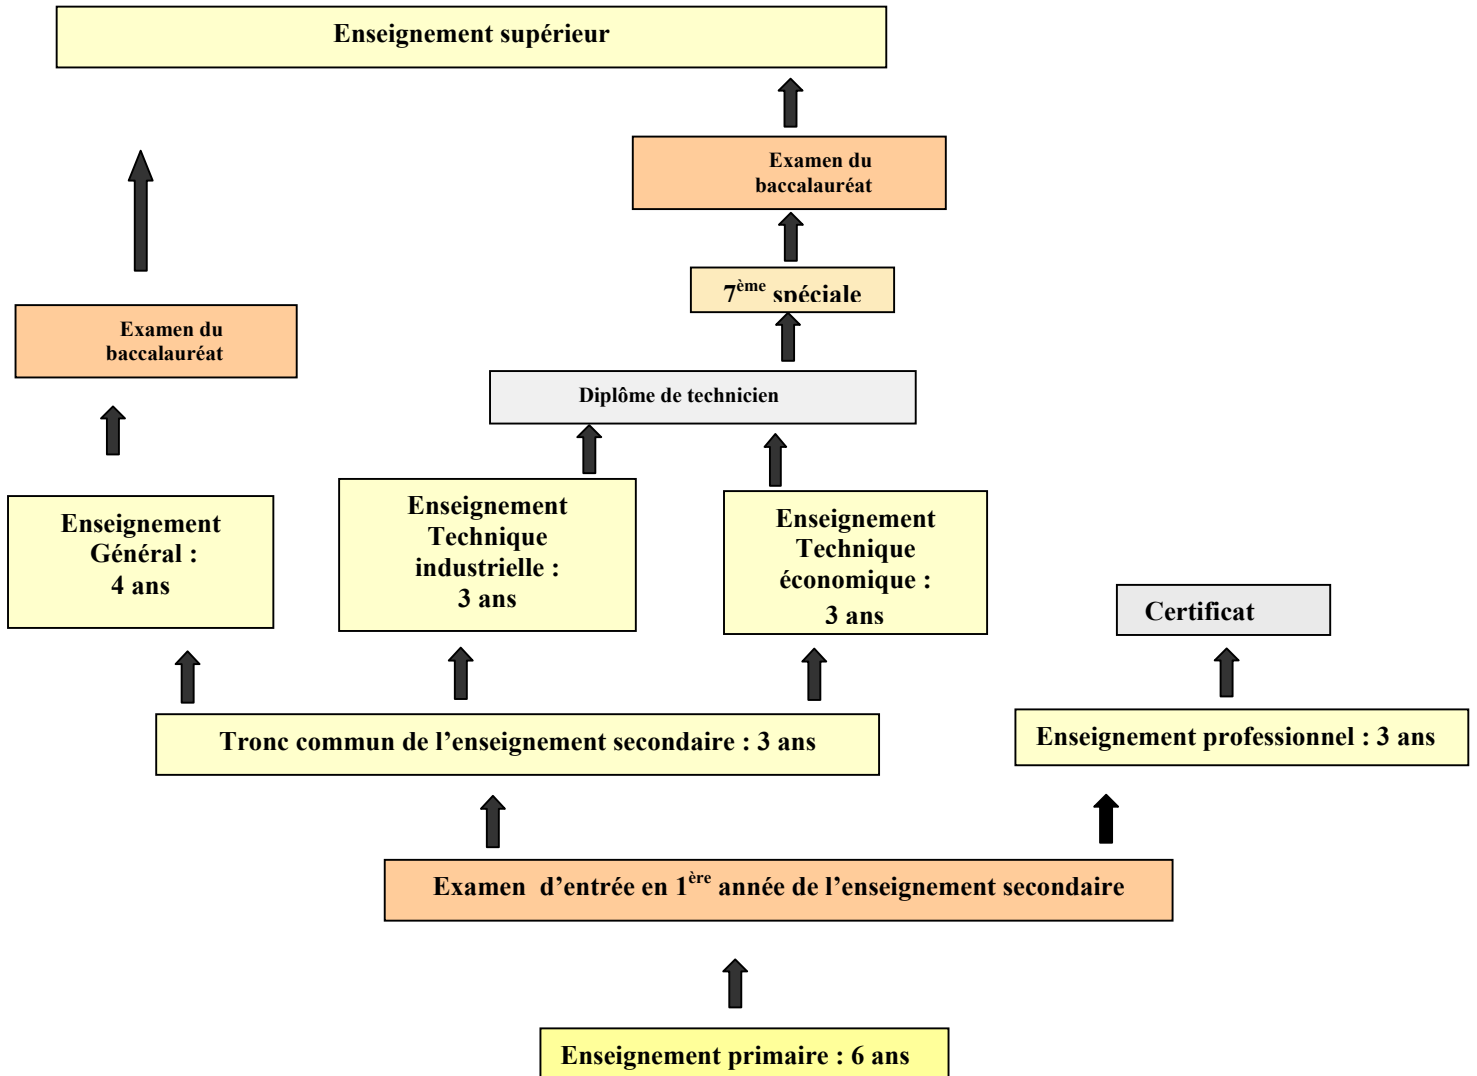 Enseignement supérieur
Examen du
baccalauréat
7ème spéciale
Examen du
baccalauréat
Diplôme de technicien
Enseignement
Général :
4 ans
Enseignement
Technique
industrielle :
3 ans
Enseignement
Technique
économique :
3 ans
Certificat
Tronc commun de l’enseignement secondaire : 3 ans
Enseignement professionnel : 3 ans
Examen  d’entrée en 1ère année de l’enseignement secondaire
Enseignement primaire : 6 ans